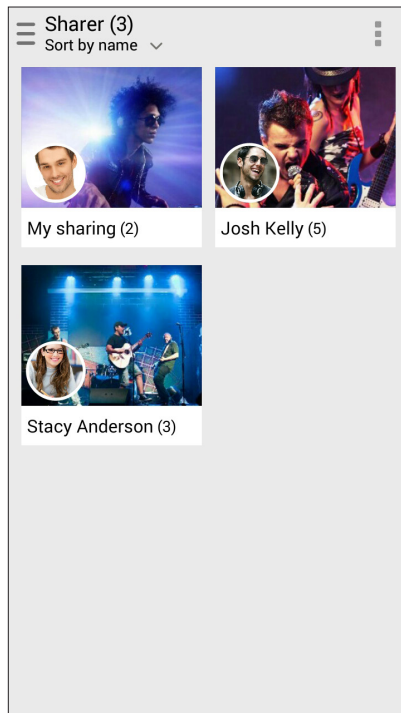 Sharer (3)
Sort by name
My sharing (2)
Josh Kelly (5)
Stacy Anderson (3)